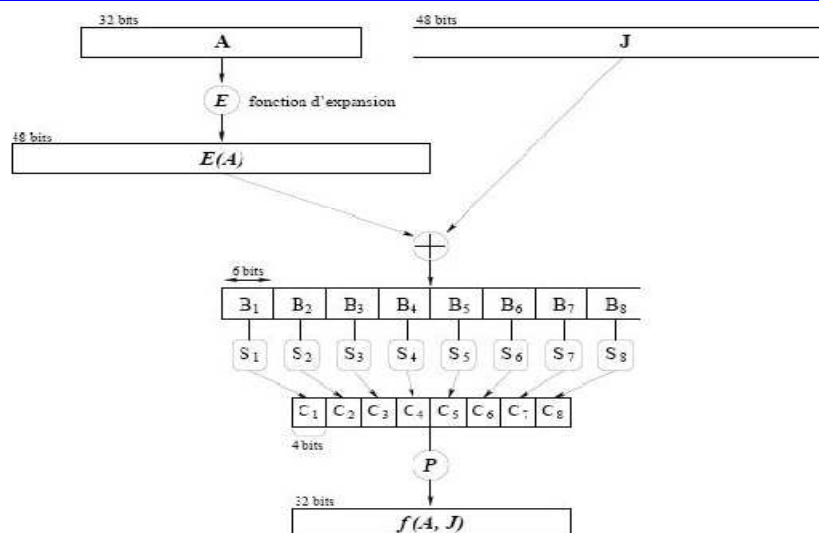 32 bits
48 bits
A
J
E fonction d'expansion
48 bits
E(A)
6 bits
B1 B2 B3 B4 B5 B6 B7 B8
S1 S2 S3 S4 S5 S6 S7 S8
C1 C2 C3 C4 C5 C6 C7 C8
4 bits
P
32 bits
f(A, J)